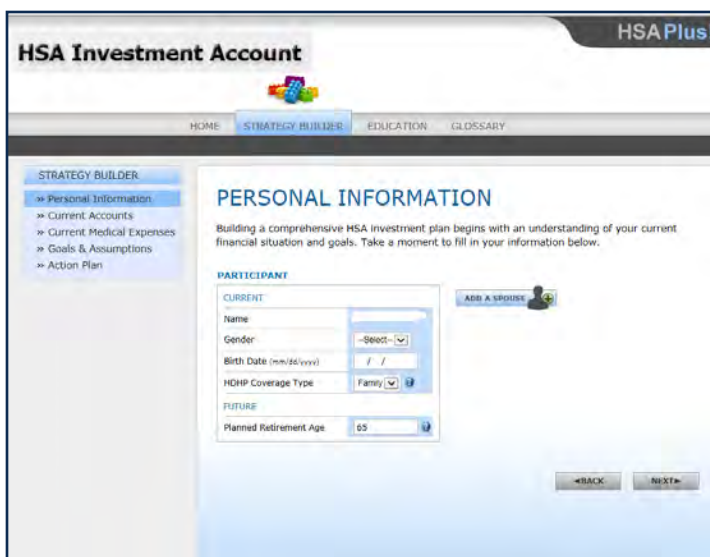 HSA Plus
HSA Investment Account
HOME STRATEGY BUILDER EDUCATION GLOSSARY
STRATEGY BUILDER
» Personal Information
» Current Accounts
» Current Medical Expenses
» Goals & Assumptions
» Action Plan
PERSONAL INFORMATION
Building a comprehensive HSA investment plan begins with an understanding of your current
financial situation and goals. Take a moment to fill in your information below.
PARTICIPANT
CURRENT
ADD A SPOUSE
Name
Gender --Select--
Birth Date (mm/dd/yyyy) / /
HDHP Coverage Type Family
FUTURE
Planned Retirement Age 65
◄BACK NEXT►